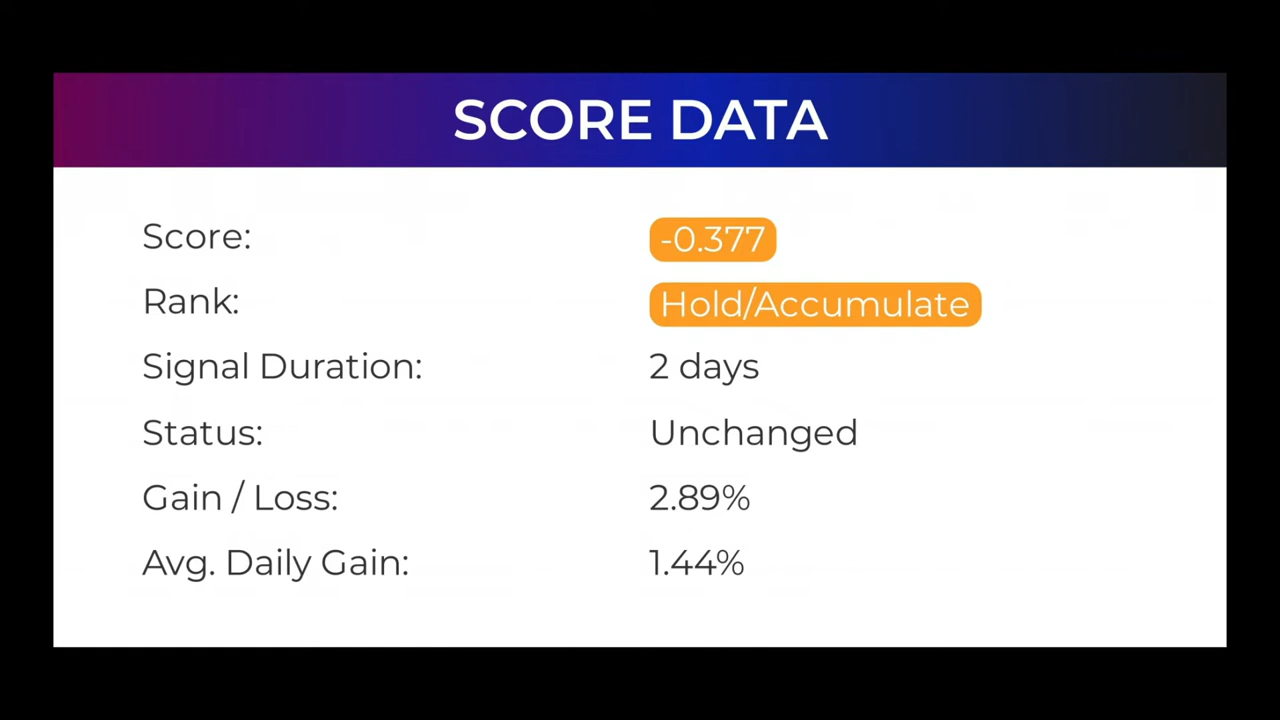 SCORE DATA
Score: -0.377
Rank: Hold/Accumulate
Signal Duration: 2 days
Status: Unchanged
Gain / Loss: 2.89%
Avg. Daily Gain: 1.44%